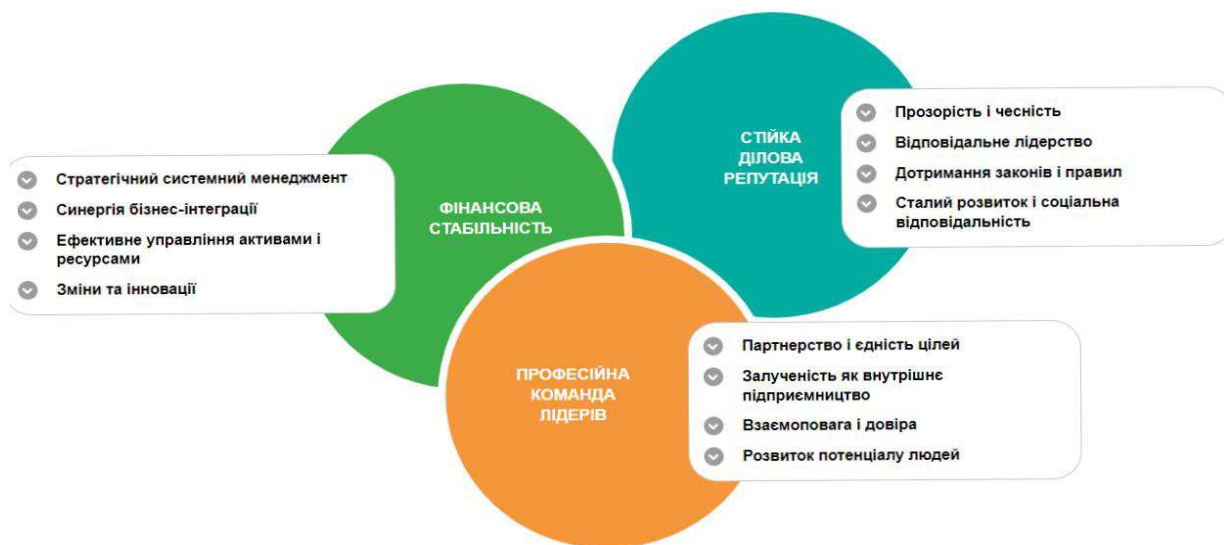 ФІНАНСОВА
СТАБІЛЬНІСТЬ
Стратегічний системний менеджмент
Синергія бізнес-інтеграції
Ефективне управління активами і
ресурсами
Зміни та інновації
СТІЙКА
ДІЛОВА
РЕПУТАЦІЯ
Прозорість і чесність
Відповідальне лідерство
Дотримання законів і правил
Сталий розвиток і соціальна
відповідальність
ПРОФЕСІЙНА
КОМАНДА
ЛІДЕРІВ
Партнерство і єдність цілей
Залученість як внутрішнє
підприємництво
Взаємоповага і довіра
Розвиток потенціалу людей